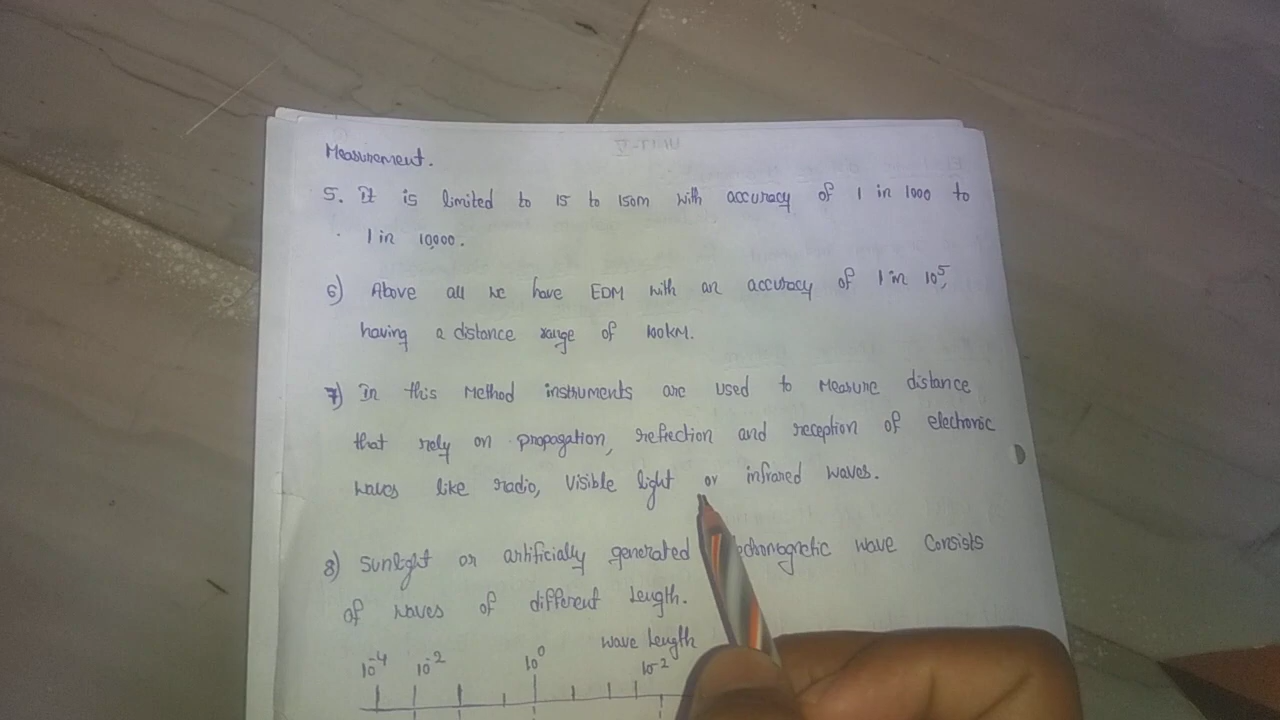 Measurement.
5. It is limited to 15 to 150m with accuracy of 1 in 1000 to
1 in 10,000.
6) Above all we have EDM with an accuracy of 1 in 10⁵,
having a distance range of 100KM.
7) In this Method instruments are used to Measure distance
that rely on propogation, reflection and reception of electronic
waves like radio, Visible light or infrared waves.
8) Sunlight or artificially generated ectromagnetic wave Consists
of waves of different Length.
wave Length
10⁻⁴ 10⁻² 10⁰ 10⁻²